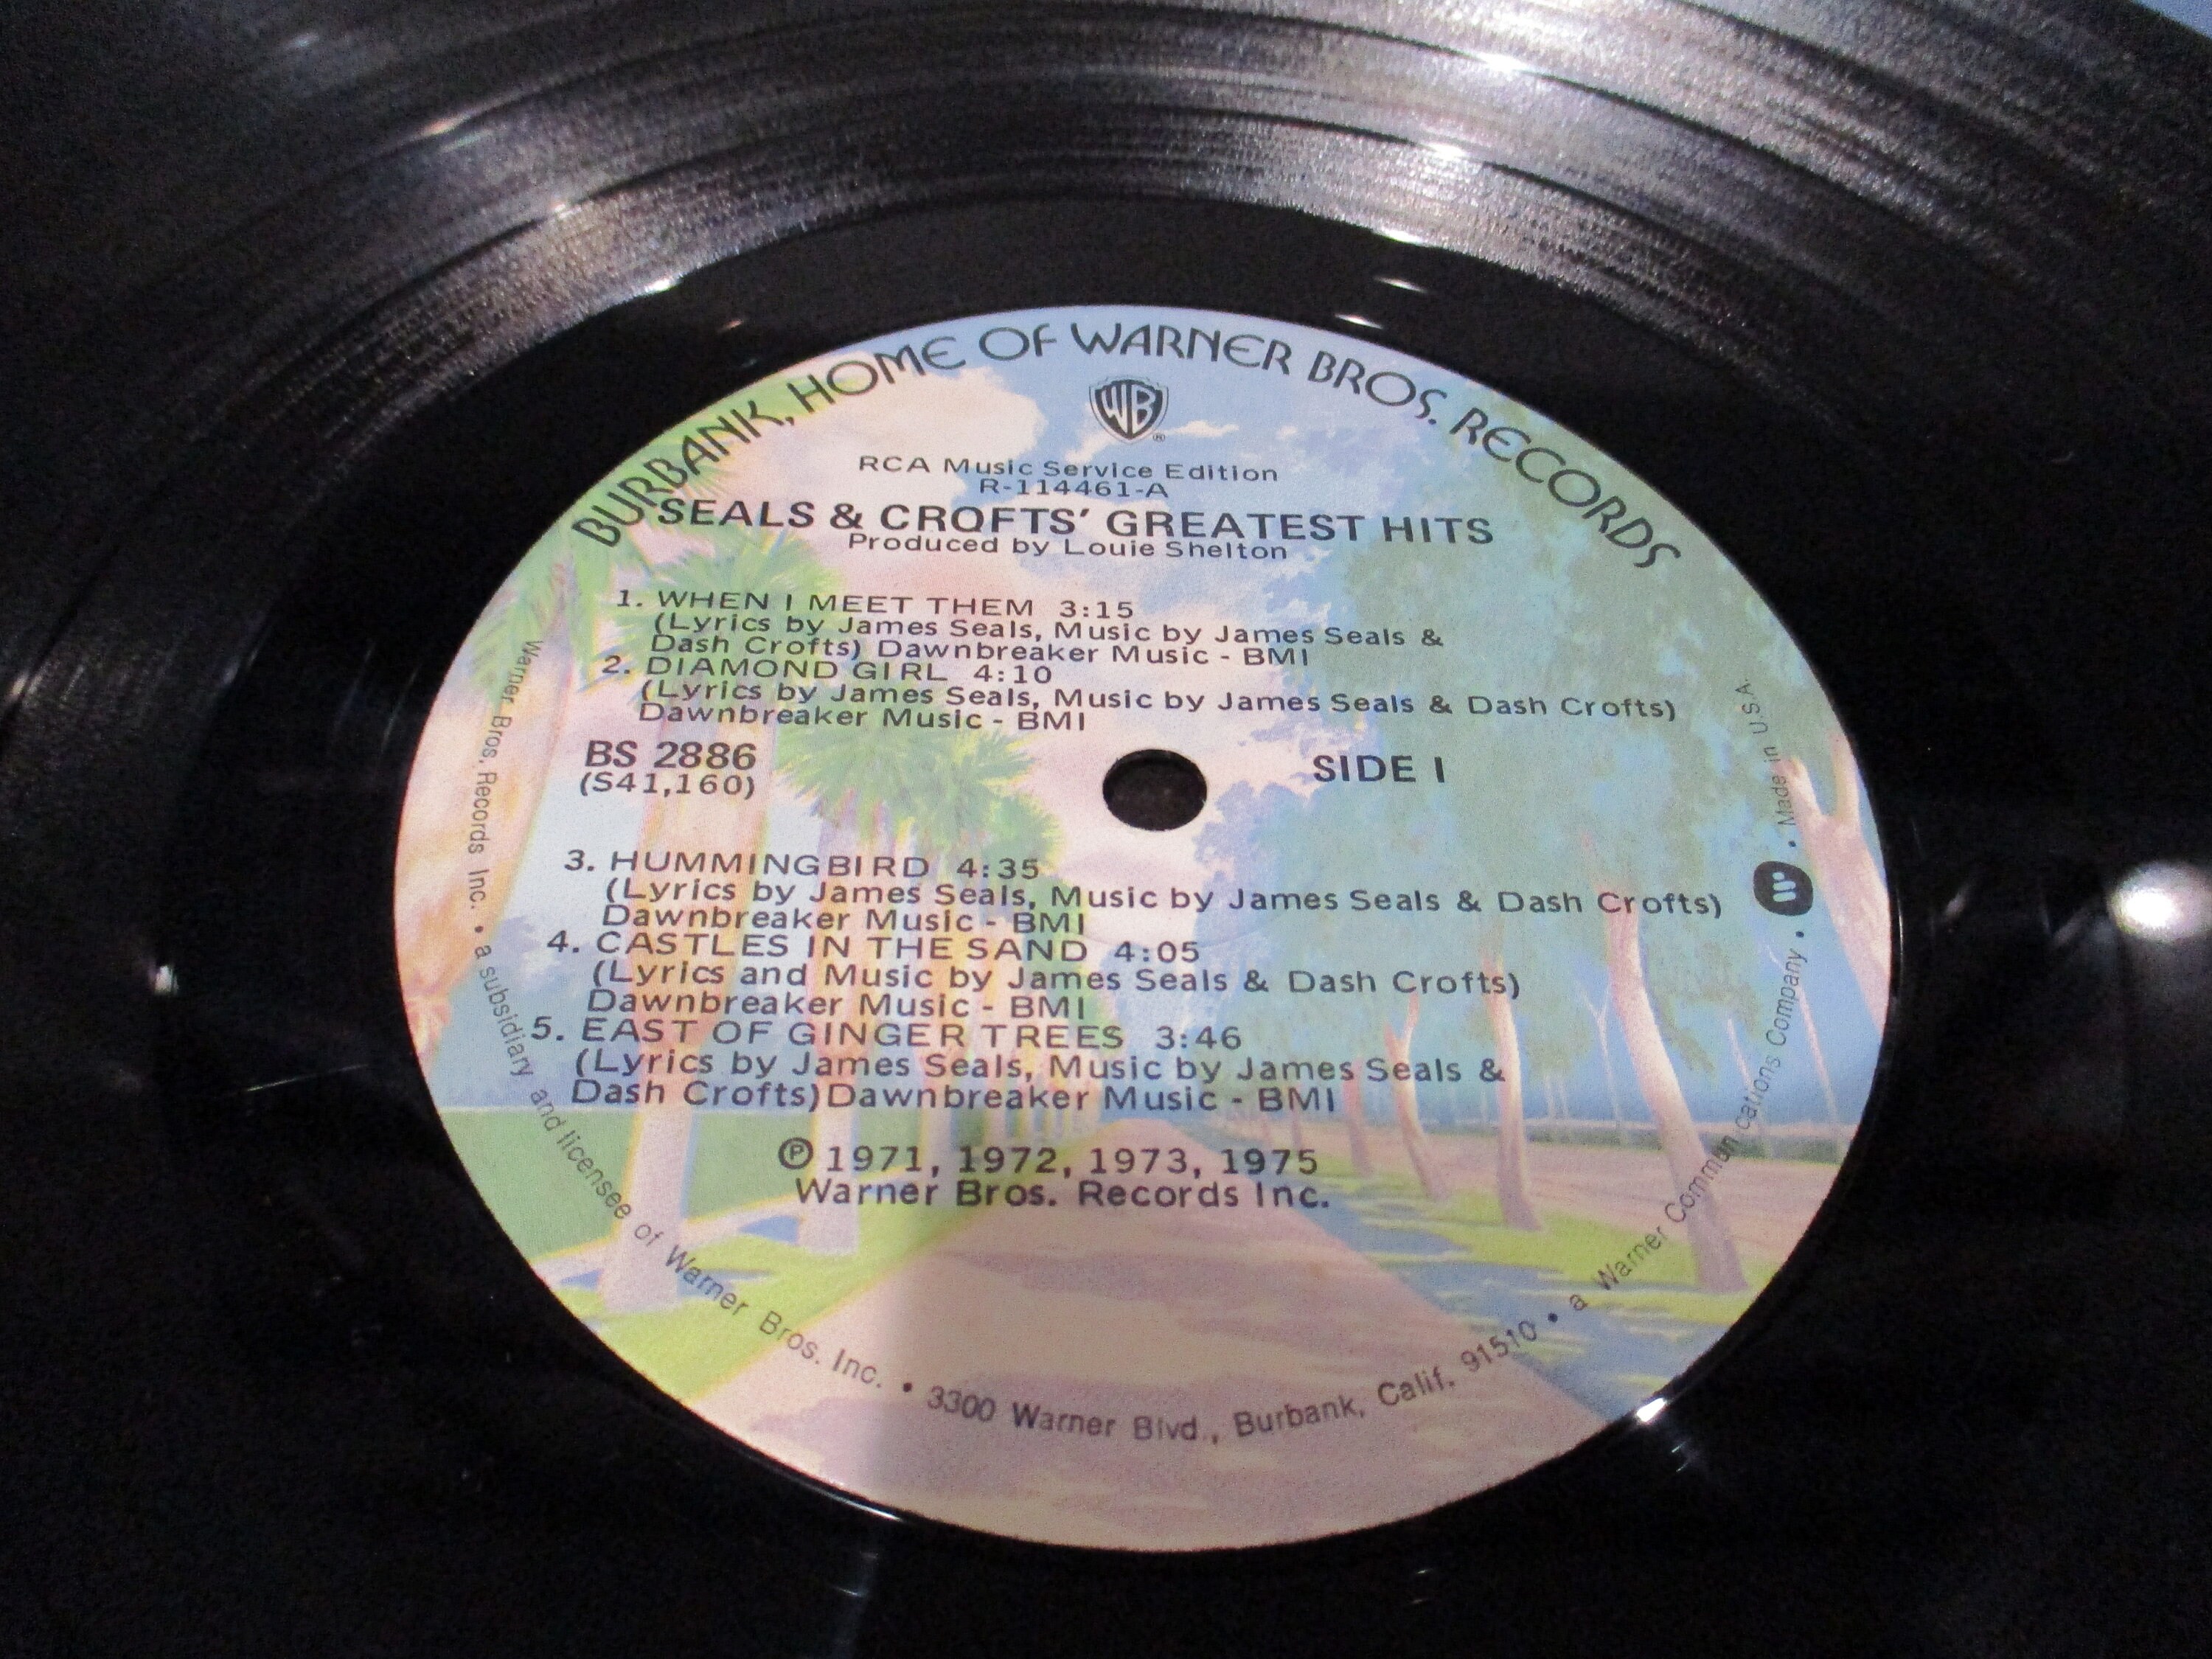 BURBANK, HOME OF WARNER BROS. RECORDS
WB
®
RCA Music Service Edition
R-114461-A
SEALS & CROFTS' GREATEST HITS
Produced by Louie Shelton
1. WHEN I MEET THEM 3:15
(Lyrics by James Seals, Music by James Seals &
Dash Crofts) Dawnbreaker Music - BMI
2. DIAMOND GIRL 4:10
(Lyrics by James Seals, Music by James Seals & Dash Crofts)
Dawnbreaker Music - BMI
BS 2886
(S41,160)
SIDE I
3. HUMMINGBIRD 4:35
(Lyrics by James Seals, Music by James Seals & Dash Crofts)
Dawnbreaker Music - BMI
4. CASTLES IN THE SAND 4:05
(Lyrics and Music by James Seals & Dash Crofts)
Dawnbreaker Music - BMI
5. EAST OF GINGER TREES 3:46
(Lyrics by James Seals, Music by James Seals &
Dash Crofts) Dawnbreaker Music - BMI
℗ 1971, 1972, 1973, 1975
Warner Bros. Records Inc.
Warner Bros. Records Inc. • a subsidiary and licensee of Warner Bros. Inc. • 3300 Warner Blvd., Burbank, Calif. 91510 • a Warner Communications Company • W • Made in U.S.A.